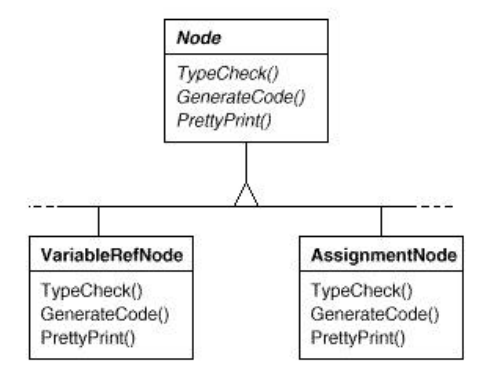 Node
TypeCheck()
GenerateCode()
PrettyPrint()
VariableRefNode
TypeCheck()
GenerateCode()
PrettyPrint()
AssignmentNode
TypeCheck()
GenerateCode()
PrettyPrint()